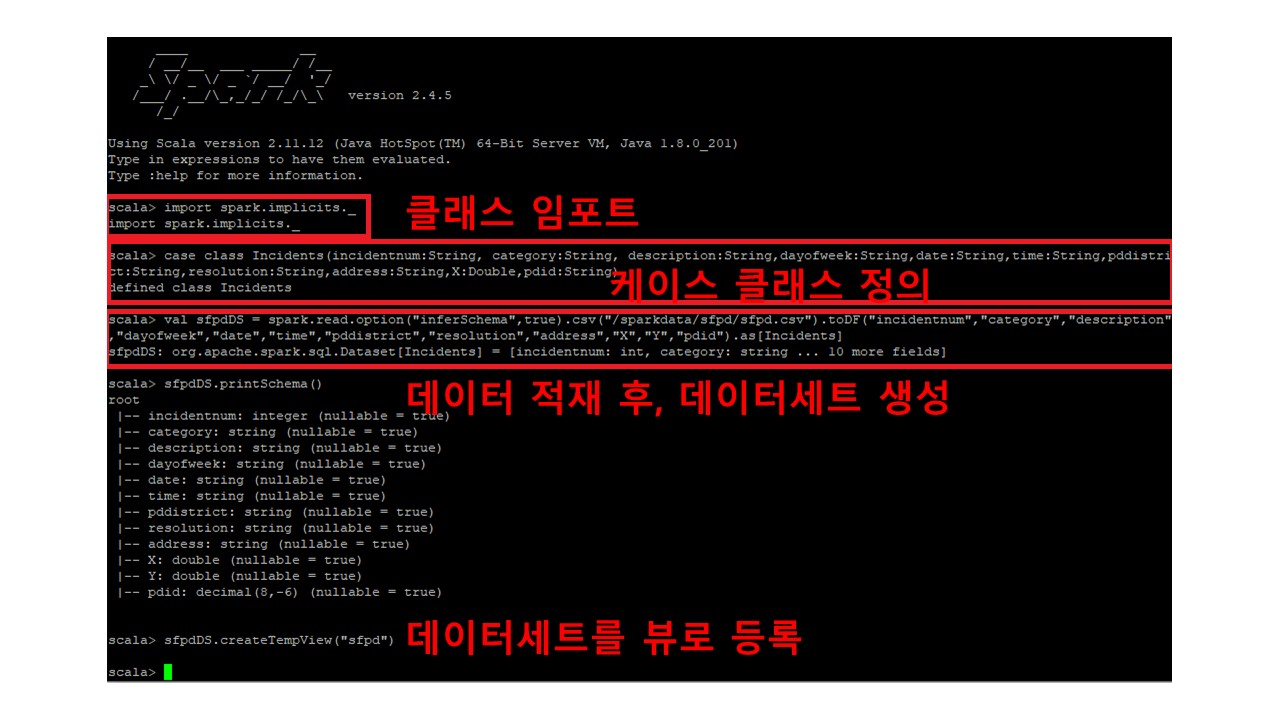 Spark version 2.4.5
Using Scala version 2.11.12 (Java HotSpot(TM) 64-Bit Server VM, Java 1.8.0_201)
Type in expressions to have them evaluated.
Type :help for more information.
scala> import spark.implicits._
import spark.implicits._
클래스 임포트
scala> case class Incidents(incidentnum:String, category:String, description:String,dayofweek:String,date:String,time:String,pddistri
ct:String,resolution:String,address:String,X:Double,pdid:String)
defined class Incidents
케이스 클래스 정의
scala> val sfpdDS = spark.read.option("inferSchema",true).csv("/sparkdata/sfpd/sfpd.csv").toDF("incidentnum","category","description"
,"dayofweek","date","time","pddistrict","resolution","address","X","Y","pdid").as[Incidents]
sfpdDS: org.apache.spark.sql.Dataset[Incidents] = [incidentnum: int, category: string ... 10 more fields]
scala> sfpdDS.printSchema()
데이터 적재 후, 데이터세트 생성
root
|-- incidentnum: integer (nullable = true)
|-- category: string (nullable = true)
|-- description: string (nullable = true)
|-- dayofweek: string (nullable = true)
|-- date: string (nullable = true)
|-- time: string (nullable = true)
|-- pddistrict: string (nullable = true)
|-- resolution: string (nullable = true)
|-- address: string (nullable = true)
|-- X: double (nullable = true)
|-- Y: double (nullable = true)
|-- pdid: decimal(8,-6) (nullable = true)
scala> sfpdDS.createTempView("sfpd")
데이터세트를 뷰로 등록
scala>